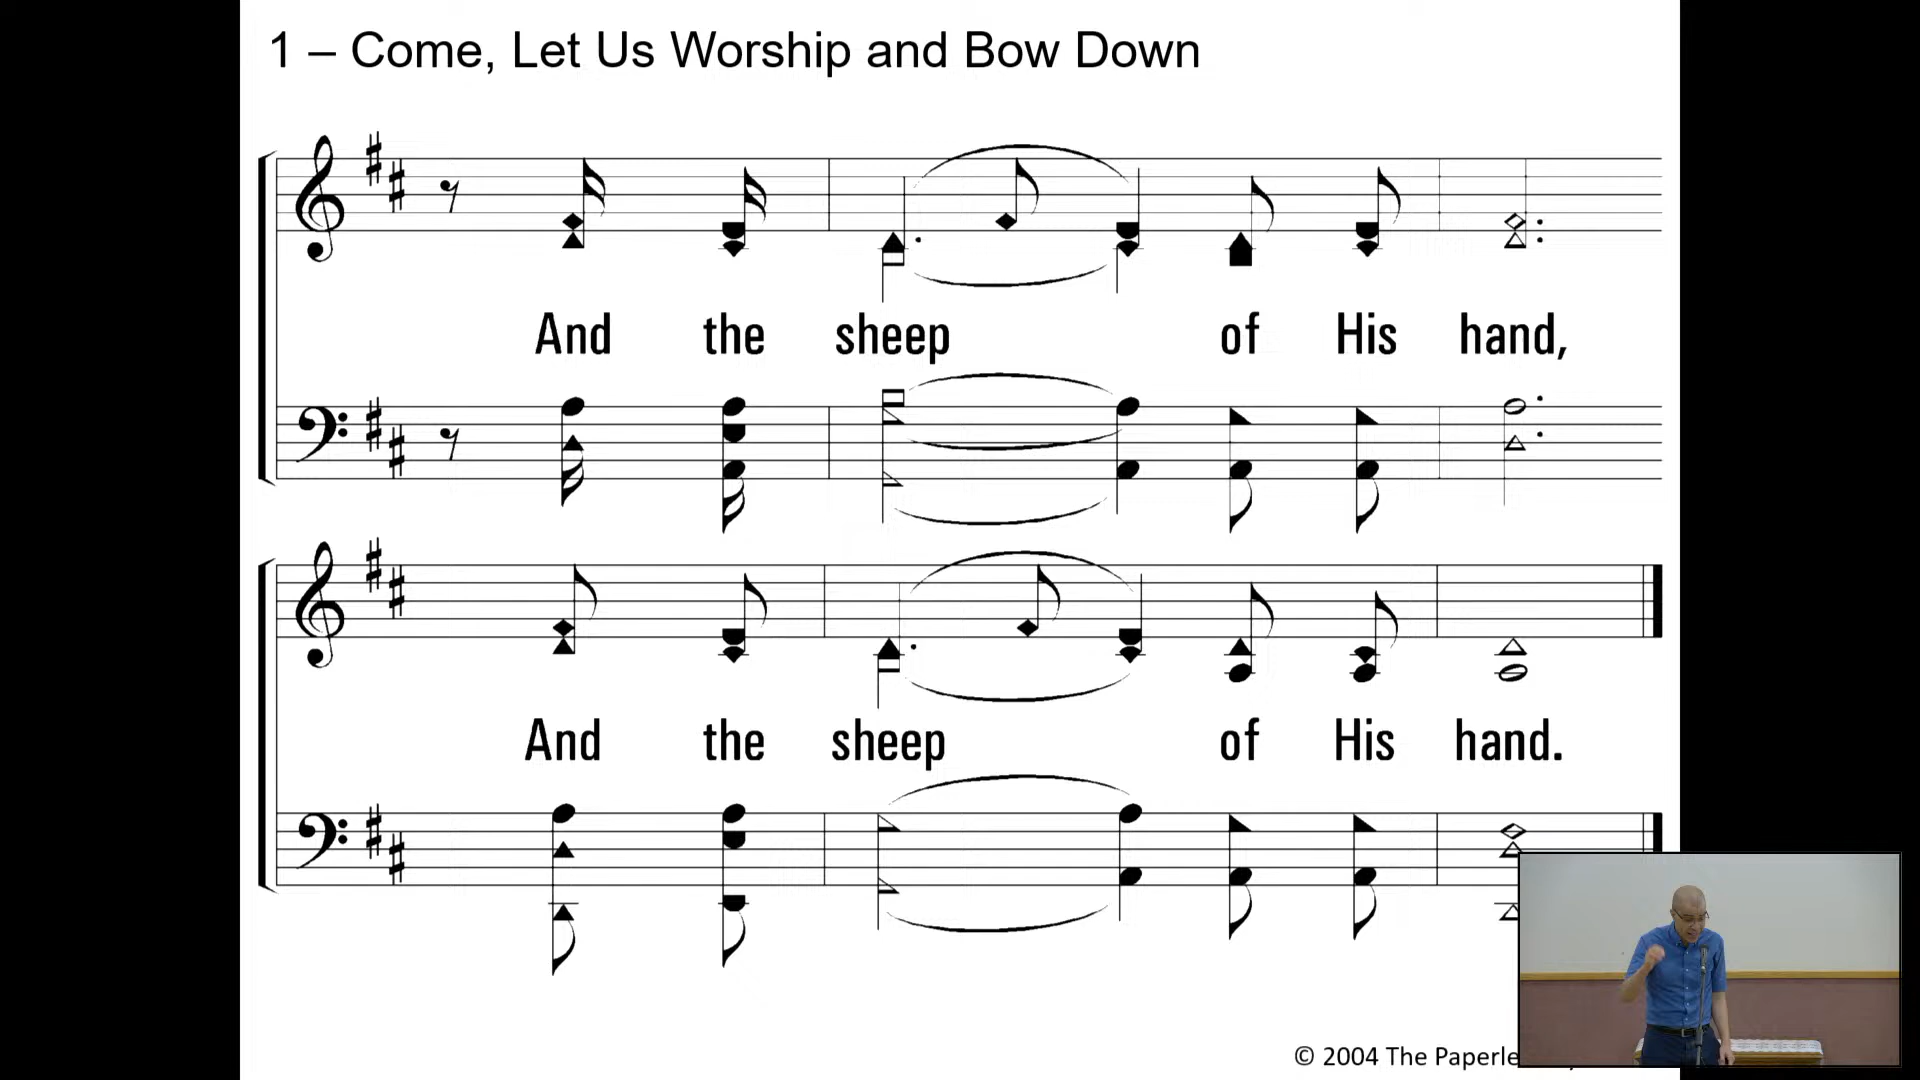 1 – Come, Let Us Worship and Bow Down
And the sheep of His hand,
And the sheep of His hand.
© 2004 The